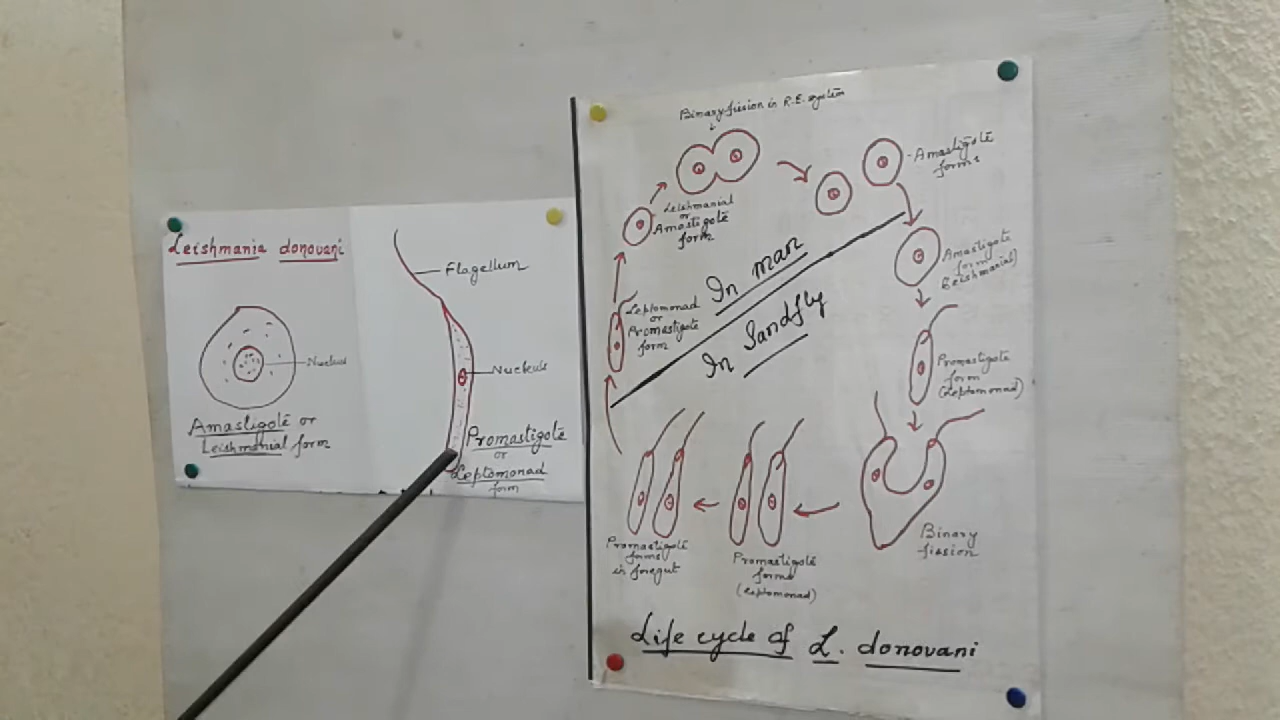 Leishmania donovani
Nucleus
Amastigote or
Leishmanial form
Flagellum
Nucleus
Promastigote
or
Leptomonad
form
Binary fission in R.E. system
Leishmanial
or
Amastigote
form
Amastigote
forms
Amastigote
form
Leishmanial)
Leptomonad
or
Promastigote
form
In man
In Sandfly
Promastigote
form
(Leptomonad)
Binary
fission
Promastigote
forms
(Leptomonad)
Promastigote
forms
in foregut
Life cycle of L. donovani